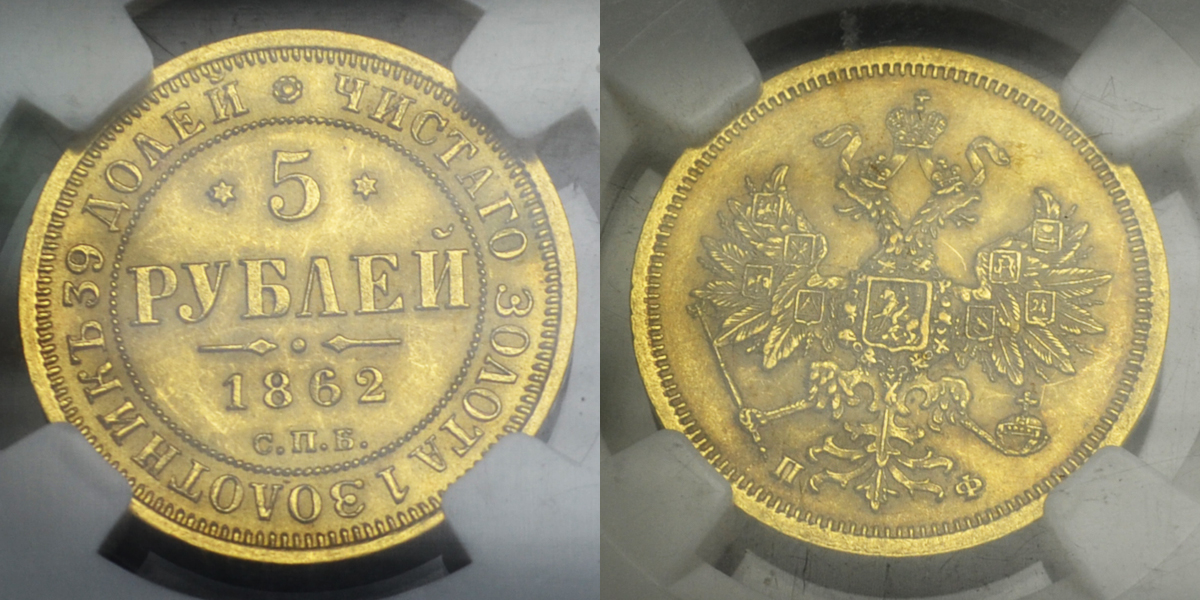 ЧИСТАГО ЗОЛОТА 1 ЗОЛОТНИКЪ 39 ДОЛЕЙ
5
РУБЛЕЙ
1862
С.П.Б.
П Ф